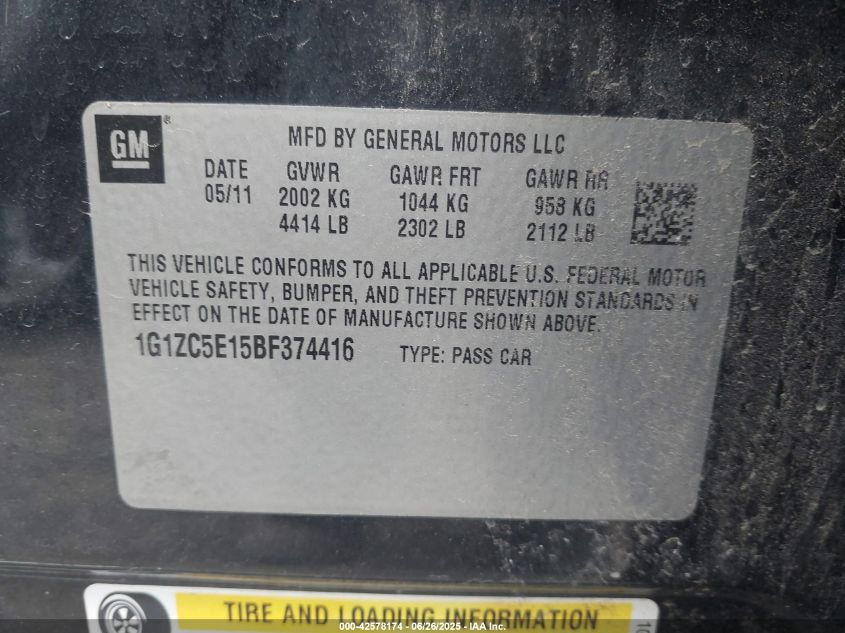 GM
MFD BY GENERAL MOTORS LLC
DATE GVWR GAWR FRT GAWR RR
05/11 2002 KG 1044 KG 958 KG
4414 LB 2302 LB 2112 LB
THIS VEHICLE CONFORMS TO ALL APPLICABLE U.S. FEDERAL MOTOR
VEHICLE SAFETY, BUMPER, AND THEFT PREVENTION STANDARDS IN
EFFECT ON THE DATE OF MANUFACTURE SHOWN ABOVE.
1G1ZC5E15BF374416 TYPE: PASS CAR
TIRE AND LOADING INFORMATION
000-42578174 - 06/26/2025 - IAA Inc.